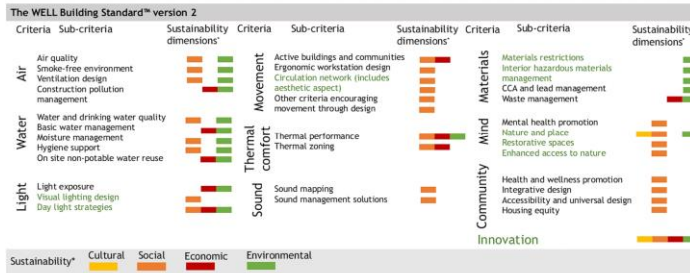 The WELL Building Standard™ version 2
Criteria Sub-criteria Sustainability dimensions*
Air
Air quality
Smoke-free environment
Ventilation design
Construction pollution
management
Water
Water and drinking water quality
Basic water management
Moisture management
Hygiene support
On site non-potable water reuse
Light
Light exposure
Visual lighting design
Day light strategies
Criteria Sub-criteria Sustainability dimensions*
Movement
Active buildings and communities
Ergonomic workstation design
Circulation network (includes
aesthetic aspect)
Other criteria encouraging
movement through design
Thermal
comfort
Thermal performance
Thermal zoning
Sound
Sound mapping
Sound management solutions
Criteria Sub-criteria Sustainability
dimensions*
Materials
Materials restrictions
Interior hazardous materials
management
CCA and lead management
Waste management
Mind
Mental health promotion
Nature and place
Restorative spaces
Enhanced access to nature
Community
Health and wellness promotion
Integrative design
Accessibility and universal design
Housing equity
Innovation
Sustainability* Cultural Social Economic Environmental